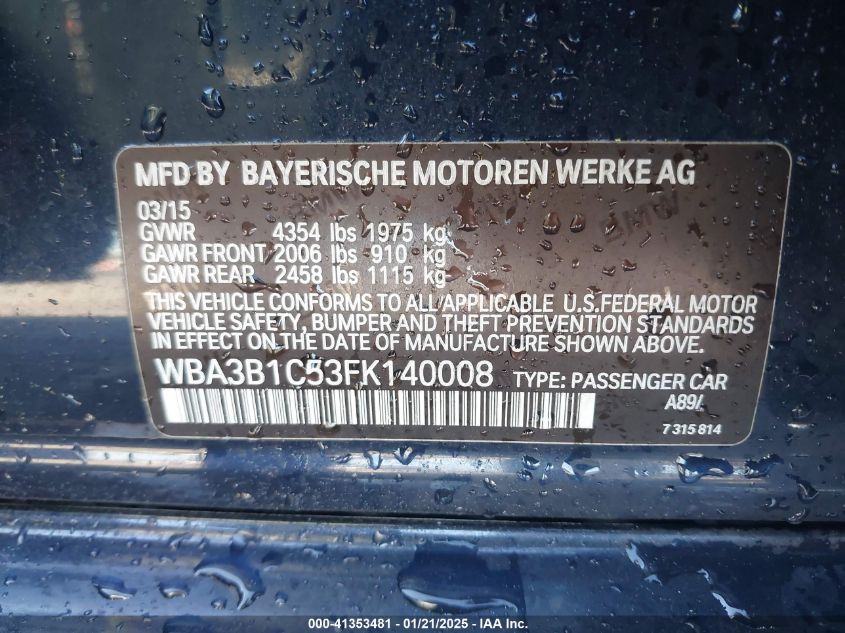 MFD BY BAYERISCHE MOTOREN WERKE AG
03/15
GVWR 4354 lbs 1975 kg
GAWR FRONT 2006 lbs 910 kg
GAWR REAR 2458 lbs 1115 kg
THIS VEHICLE CONFORMS TO ALL APPLICABLE U.S.FEDERAL MOTOR
VEHICLE SAFETY, BUMPER AND THEFT PREVENTION STANDARDS
IN EFFECT ON THE DATE OF MANUFACTURE SHOWN ABOVE.
WBA3B1C53FK140008 TYPE: PASSENGER CAR
A89/
7 315 814
000-41353481 - 01/21/2025 - IAA Inc.